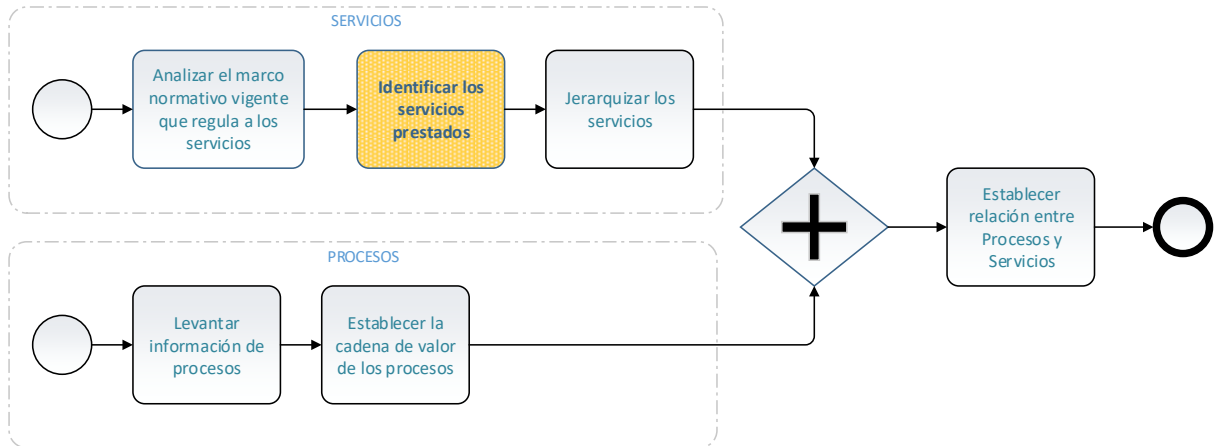 SERVICIOS
Analizar el marco
normativo vigente
que regula a los
servicios
Identificar los
servicios
prestados
Jerarquizar los
servicios
Establecer
relación entre
Procesos y
Servicios
PROCESOS
Levantar
información de
procesos
Establecer la
cadena de valor
de los procesos